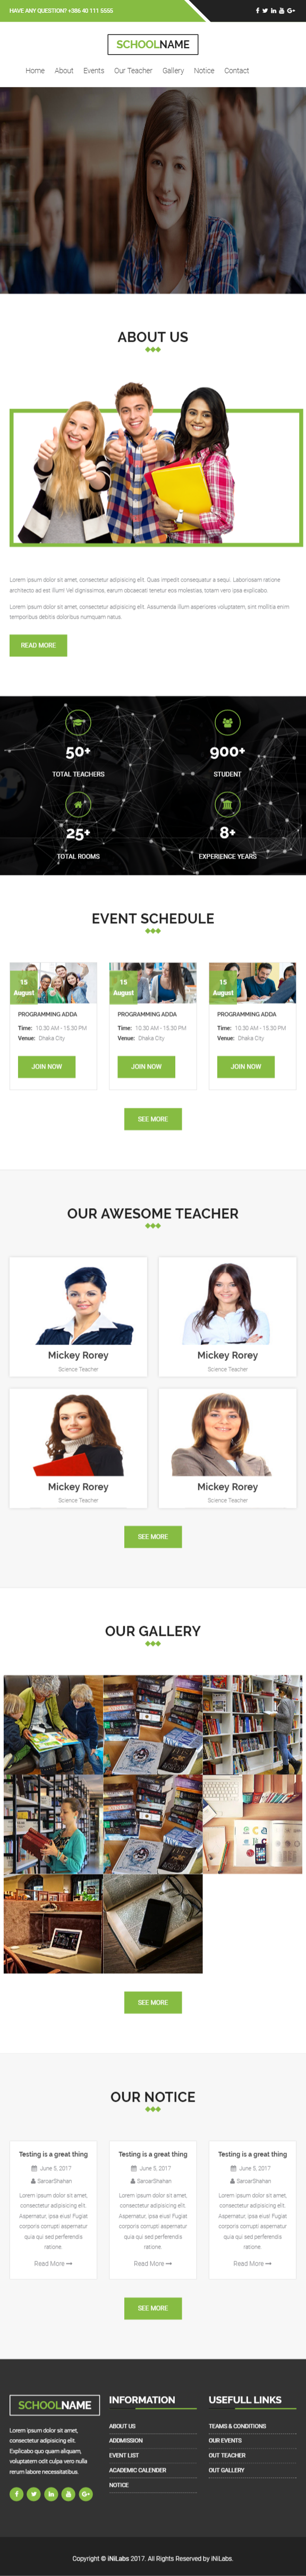 HAVE ANY QUESTION? +386 40 111 5555
SCHOOLNAME
Home About Events Our Teacher Gallery Notice Contact
ABOUT US
Lorem ipsum dolor sit amet, consectetur adipisicing elit. Quas impedit consequatur a sequi. Laboriosam ratione
architecto ad est illum! Vel dignissimos, earum obcaecati tenetur eos molestias, totam vero ipsa explicabo.
Lorem ipsum dolor sit amet, consectetur adipisicing elit. Assumenda illum asperiores voluptatem, sint mollitia enim
temporibus debitis doloribus numquam natus.
READ MORE
50+
TOTAL TEACHERS
900+
STUDENT
25+
TOTAL ROOMS
8+
EXPERIENCE YEARS
EVENT SCHEDULE
15
August
PROGRAMMING ADDA
Time: 10.30 AM - 15.30 PM
Venue: Dhaka City
JOIN NOW
15
August
PROGRAMMING ADDA
Time: 10.30 AM - 15.30 PM
Venue: Dhaka City
JOIN NOW
15
August
PROGRAMMING ADDA
Time: 10.30 AM - 15.30 PM
Venue: Dhaka City
JOIN NOW
SEE MORE
OUR AWESOME TEACHER
Mickey Rorey
Science Teacher
Mickey Rorey
Science Teacher
Mickey Rorey
Science Teacher
Mickey Rorey
Science Teacher
SEE MORE
OUR GALLERY
SEE MORE
OUR NOTICE
Testing is a great thing
June 5, 2017
SaroarShahan
Lorem ipsum dolor sit amet,
consectetur adipisicing elit.
Aspernatur, ipsa eius! Fugiat
corporis corrupti aspernatur
quia qui sed perferendis
ratione.
Read More
Testing is a great thing
June 5, 2017
SaroarShahan
Lorem ipsum dolor sit amet,
consectetur adipisicing elit.
Aspernatur, ipsa eius! Fugiat
corporis corrupti aspernatur
quia qui sed perferendis
ratione.
Read More
Testing is a great thing
June 5, 2017
SaroarShahan
Lorem ipsum dolor sit amet,
consectetur adipisicing elit.
Aspernatur, ipsa eius! Fugiat
corporis corrupti aspernatur
quia qui sed perferendis
ratione.
Read More
SEE MORE
SCHOOLNAME
Lorem ipsum dolor sit amet,
consectetur adipisicing elit.
Explicabo quo quam aliquam,
voluptatem odit culpa vero nulla
rerum labore necessitatibus.
INFORMATION
ABOUT US
ADDMISSION
EVENT LIST
ACADEMIC CALENDER
NOTICE
USEFULL LINKS
TEAMS & CONDITIONS
OUR EVENTS
OUT TEACHER
OUT GALLERY
Copyright © iNiLabs 2017. All Rights Reserved by iNiLabs.